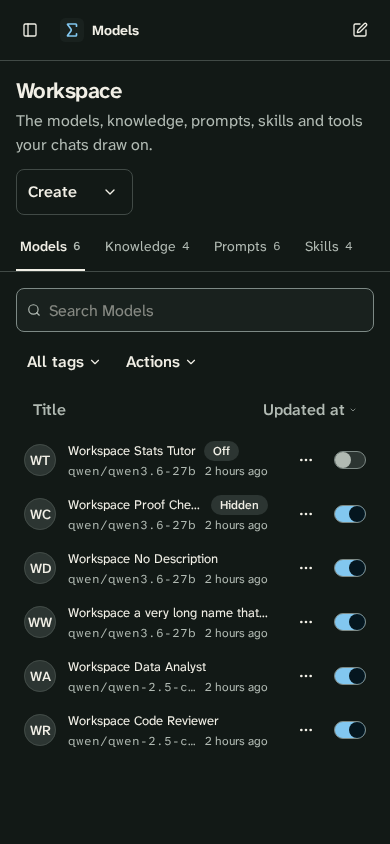 Models
Workspace
The models, knowledge, prompts, skills and tools
your chats draw on.
Create
Models 6 Knowledge 4 Prompts 6 Skills 4
Search Models
All tags Actions
Title Updated at
WT Workspace Stats Tutor Off
qwen/qwen3.6-27b 2 hours ago
WC Workspace Proof Che... Hidden
qwen/qwen3.6-27b 2 hours ago
WD Workspace No Description
qwen/qwen3.6-27b 2 hours ago
WW Workspace a very long name that...
qwen/qwen3.6-27b 2 hours ago
WA Workspace Data Analyst
qwen/qwen-2.5-c... 2 hours ago
WR Workspace Code Reviewer
qwen/qwen-2.5-c... 2 hours ago